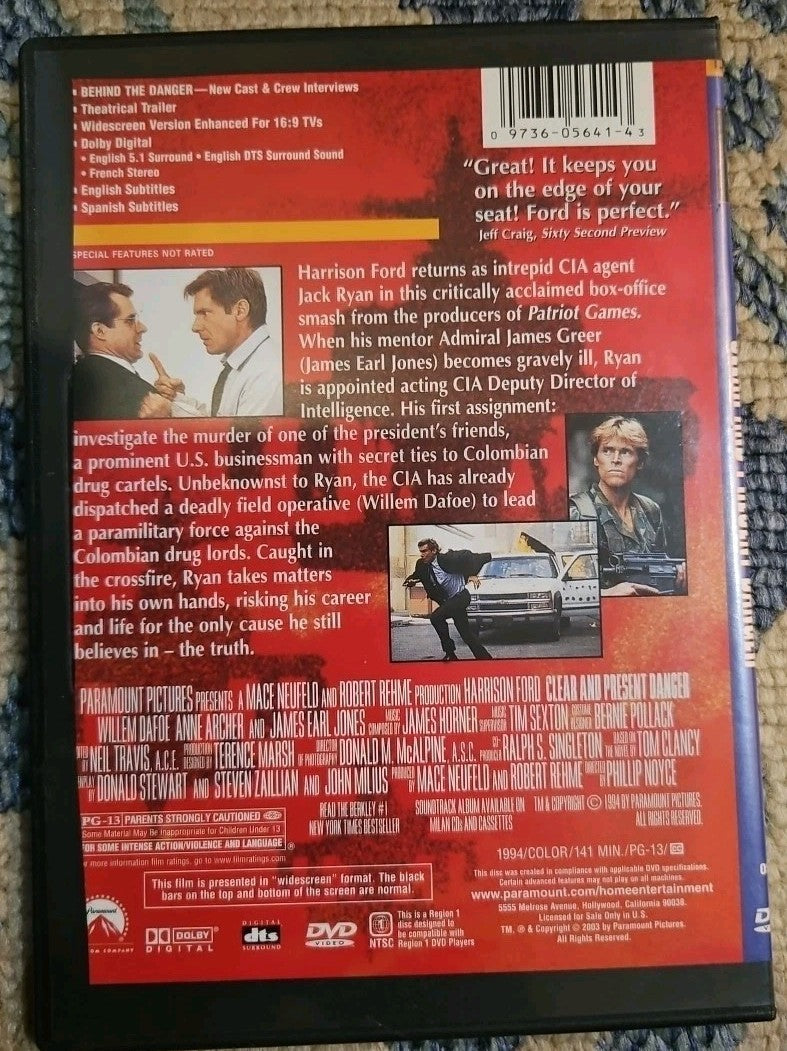 • BEHIND THE DANGER—New Cast & Crew Interviews
• Theatrical Trailer
• Widescreen Version Enhanced For 16:9 TVs
• Dolby Digital
• English 5.1 Surround • English DTS Surround Sound
• French Stereo
• English Subtitles
• Spanish Subtitles
SPECIAL FEATURES NOT RATED
0 9736-05641-4 3
“Great! It keeps you
on the edge of your
seat! Ford is perfect.”
Jeff Craig, Sixty Second Preview
Harrison Ford returns as intrepid CIA agent
Jack Ryan in this critically acclaimed box-office
smash from the producers of Patriot Games.
When his mentor Admiral James Greer
(James Earl Jones) becomes gravely ill, Ryan
is appointed acting CIA Deputy Director of
Intelligence. His first assignment:
investigate the murder of one of the president’s friends,
a prominent U.S. businessman with secret ties to Colombian
drug cartels. Unbeknownst to Ryan, the CIA has already
dispatched a deadly field operative (Willem Dafoe) to lead
a paramilitary force against the
Colombian drug lords. Caught in
the crossfire, Ryan takes matters
into his own hands, risking his career
and life for the only cause he still
believes in – the truth.
PARAMOUNT PICTURES PRESENTS A MACE NEUFELD AND ROBERT REHME PRODUCTION HARRISON FORD CLEAR AND PRESENT DANGER
WILLEM DAFOE ANNE ARCHER AND JAMES EARL JONES MUSIC COMPOSED BY JAMES HORNER MUSIC SUPERVISOR TIM SEXTON COSTUME DESIGNER BERNIE POLLACK
BY NEIL TRAVIS, A.C.E. PRODUCTION DESIGNED BY TERENCE MARSH DIRECTOR OF PHOTOGRAPHY DONALD M. McALPINE, A.S.C. CO-PRODUCER RALPH S. SINGLETON BASED ON THE NOVEL BY TOM CLANCY
BY DONALD STEWART AND STEVEN ZAILLIAN AND JOHN MILIUS PRODUCED BY MACE NEUFELD AND ROBERT REHME DIRECTED BY PHILLIP NOYCE
PG-13 PARENTS STRONGLY CAUTIONED
Some Material May Be Inappropriate for Children Under 13
FOR SOME INTENSE ACTION/VIOLENCE AND LANGUAGE
r more information film ratings, go to www.filmratings.com
READ THE BERKLEY #1
NEW YORK TIMES BESTSELLER
SOUNDTRACK ALBUM AVAILABLE ON
MILAN CDs AND CASSETTES
TM & COPYRIGHT © 1994 BY PARAMOUNT PICTURES.
ALL RIGHTS RESERVED.
1994/COLOR/141 MIN./PG-13/CC
This film is presented in "widescreen" format. The black
bars on the top and bottom of the screen are normal.
This disc was created in compliance with applicable DVD specifications.
Certain advanced features may not play on all machines.
www.paramount.com/homeentertainment
5555 Melrose Avenue, Hollywood, California 90038.
Licensed for Sale Only in U.S.
TM, ® & Copyright © 2003 by Paramount Pictures.
All Rights Reserved.
Paramount
OM COMPANY
DOLBY
DIGITAL
DIGITAL
dts
SURROUND
DVD
VIDEO
1
NTSC
This is a Region 1
disc designed to
be compatible with
Region 1 DVD Players